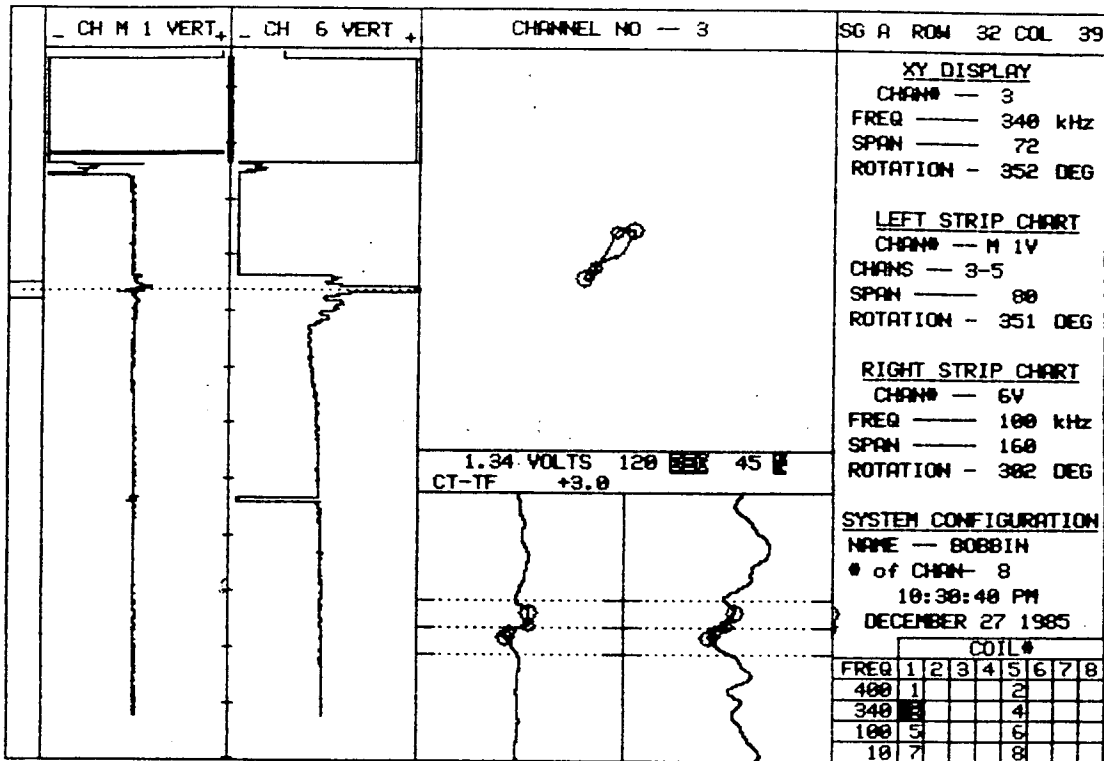 _ CH M 1 VERT +
_ CH 6 VERT +
CHANNEL NO -- 3
SG A ROW 32 COL 39
XY DISPLAY
CHAN# -- 3
FREQ ---- 340 kHz
SPAN ---- 72
ROTATION - 352 DEG
LEFT STRIP CHART
CHAN# -- M 1V
CHANS -- 3-5
SPAN ---- 80
ROTATION - 351 DEG
RIGHT STRIP CHART
CHAN# -- 6V
FREQ ---- 100 kHz
SPAN ---- 160
ROTATION - 302 DEG
1.34 VOLTS 120 45
CT-TF +3.0
SYSTEM CONFIGURATION
NAME -- BOBBIN
# of CHAN- 8
10:30:40 PM
DECEMBER 27 1985
COIL#
FREQ 1 2 3 4 5 6 7 8
400 1 2
340 4
100 5 6
10 7 8